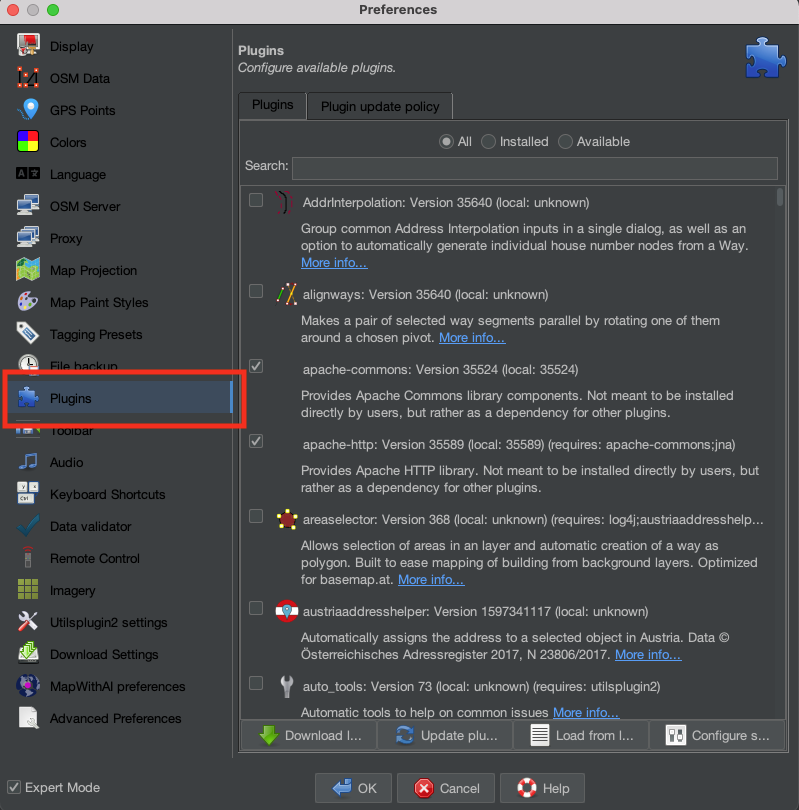 Preferences
Display
OSM Data
GPS Points
Colors
Language
OSM Server
Proxy
Map Projection
Map Paint Styles
Tagging Presets
File backup
Plugins
Toolbar
Audio
Keyboard Shortcuts
Data validator
Remote Control
Imagery
Utilsplugin2 settings
Download Settings
MapWithAI preferences
Advanced Preferences
Expert Mode
Plugins
Configure available plugins.
Plugins Plugin update policy
All Installed Available
Search:
AddrInterpolation: Version 35640 (local: unknown)
Group common Address Interpolation inputs in a single dialog, as well as an
option to automatically generate individual house number nodes from a Way.
More info...
alignways: Version 35640 (local: unknown)
Makes a pair of selected way segments parallel by rotating one of them
around a chosen pivot. More info...
apache-commons: Version 35524 (local: 35524)
Provides Apache Commons library components. Not meant to be installed
directly by users, but rather as a dependency for other plugins.
apache-http: Version 35589 (local: 35589) (requires: apache-commons;jna)
Provides Apache HTTP library. Not meant to be installed directly by users, but
rather as a dependency for other plugins.
areaselector: Version 368 (local: unknown) (requires: log4j;austriaaddresshelp...
Allows selection of areas in an layer and automatic creation of a way as
polygon. Built to ease mapping of building from background layers. Optimized
for basemap.at. More info...
austriaaddresshelper: Version 1597341117 (local: unknown)
Automatically assigns the address to a selected object in Austria. Data ©
Österreichisches Adressregister 2017, N 23806/2017. More info...
auto_tools: Version 73 (local: unknown) (requires: utilsplugin2)
Automatic tools to help on common issues More info...
Download l... Update plu... Load from l... Configure s...
OK Cancel Help